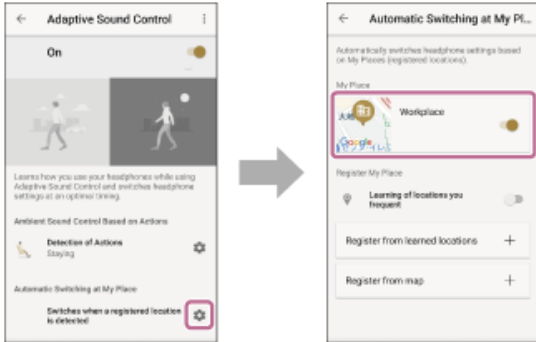 Adaptive Sound Control
On
Learns how you use your headphones while using
Adaptive Sound Control and switches headphone
settings at an optimal timing.
Ambient Sound Control Based on Actions
Detection of Actions
Staying
Automatic Switching at My Place
Switches when a registered location
is detected
Automatic Switching at My Pl...
Automatically switches headphone settings based
on My Places (registered locations).
My Place
Workplace
Google
Register My Place
Learning of locations you
frequent
Register from learned locations
Register from map